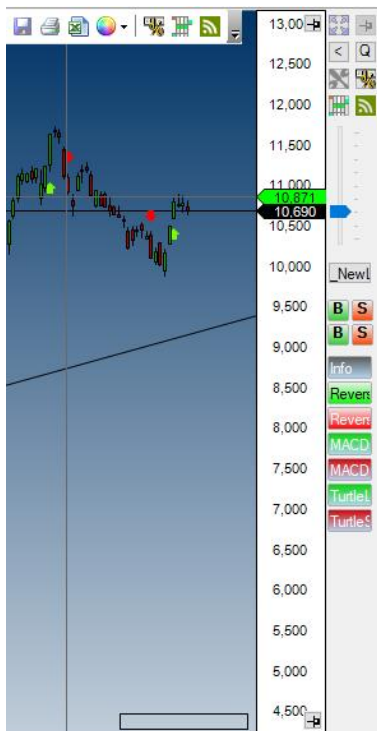 13,00
<
Q
12,500
12,000
11,500
11,000
10,871
10,690
10,500
10,000
_NewL
9,500
B S
9,000
B S
Info
8,500
Revers
8,000
Revers
MACD
7,500
MACD
7,000
TurtleL
TurtleS
6,500
6,000
5,500
5,000
4,500